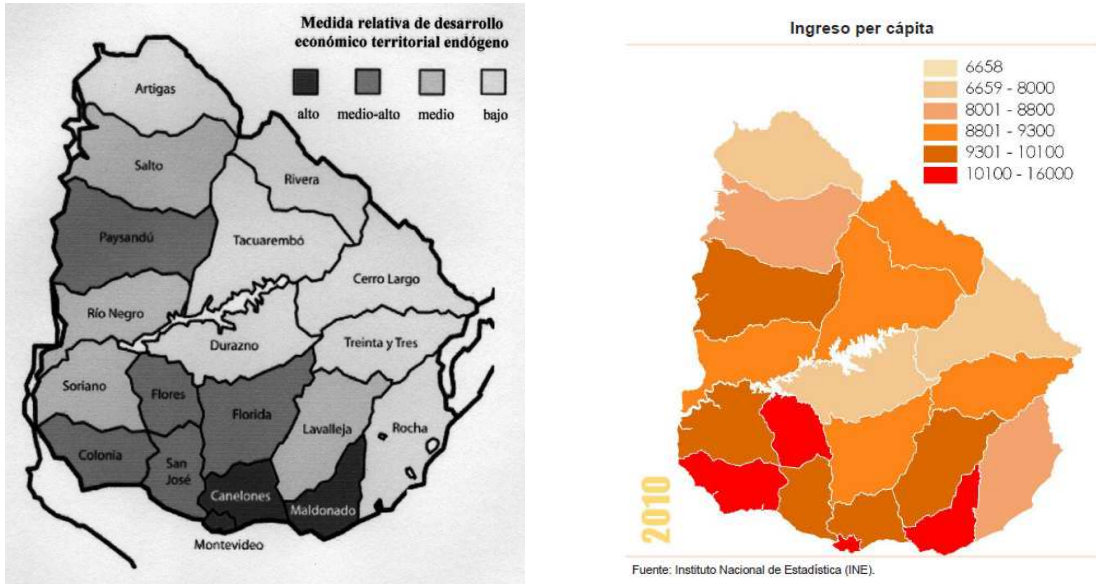 Medida relativa de desarrollo
económico territorial endógeno
alto
medio-alto
medio
bajo
Artigas
Salto
Rivera
Paysandú
Tacuarembó
Cerro Largo
Río Negro
Durazno
Treinta y Tres
Soriano
Flores
Florida
Lavalleja
Rocha
Colonia
San
José
Canelones
Maldonado
Montevideo
Ingreso per cápita
6658
6659 - 8000
8001 - 8800
8801 - 9300
9301 - 10100
10100 - 16000
2010
Fuente: Instituto Nacional de Estadística (INE).